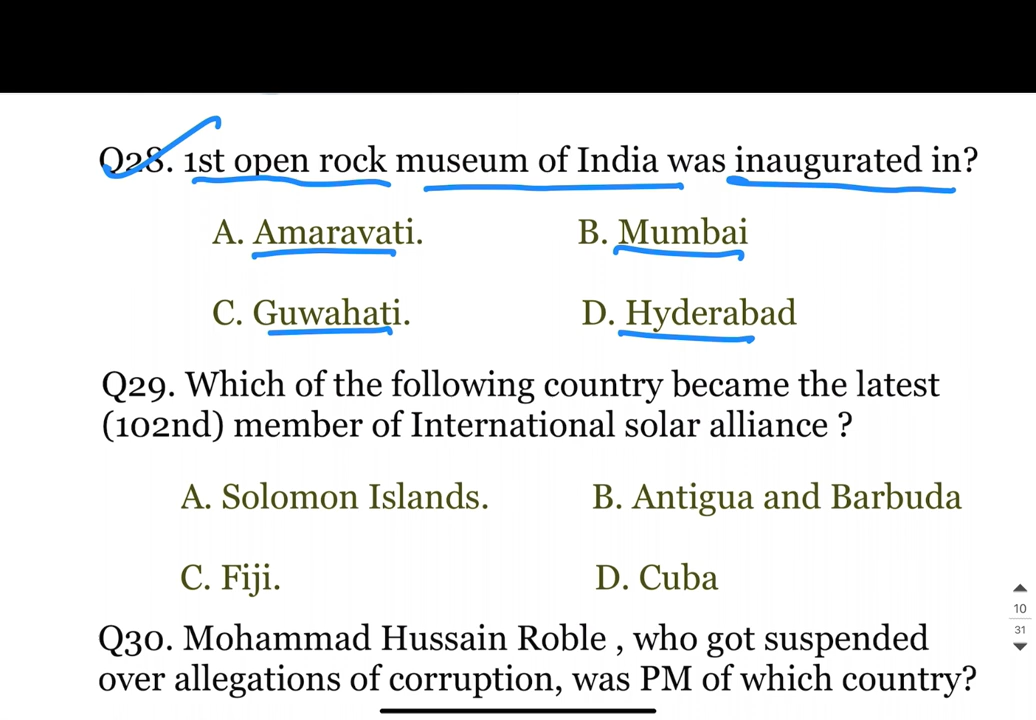 Q28. 1st open rock museum of India was inaugurated in?
A. Amaravati. B. Mumbai
C. Guwahati. D. Hyderabad
Q29. Which of the following country became the latest
(102nd) member of International solar alliance ?
A. Solomon Islands. B. Antigua and Barbuda
C. Fiji. D. Cuba
10
31
Q30. Mohammad Hussain Roble , who got suspended
over allegations of corruption, was PM of which country?